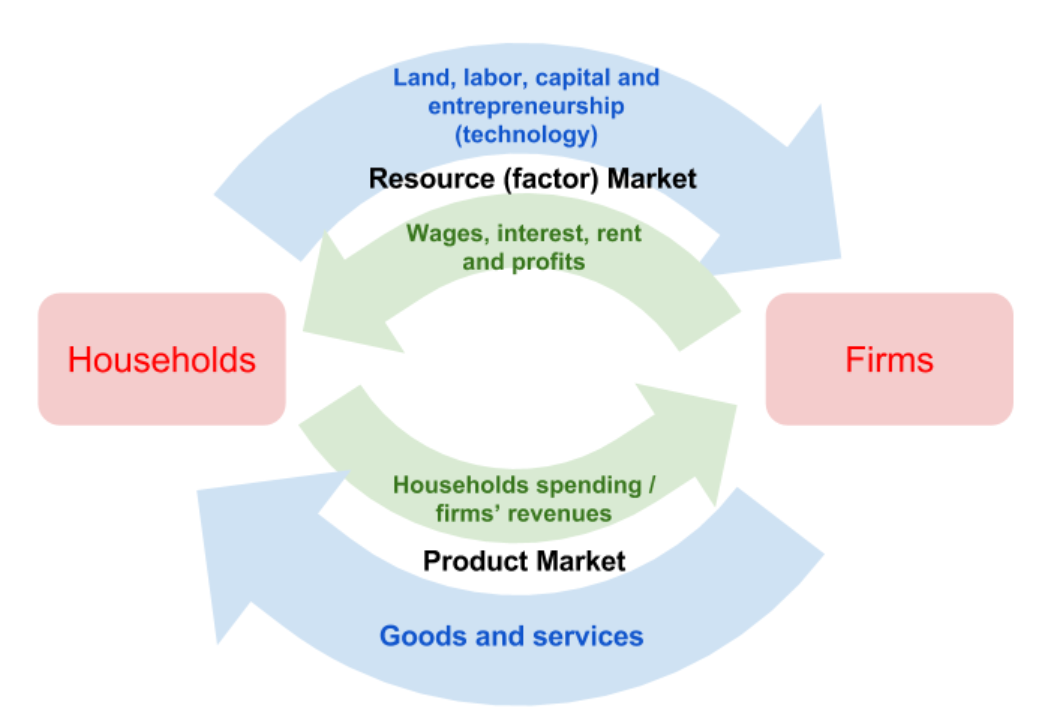 Land, labor, capital and
entrepreneurship
(technology)
Resource (factor) Market
Wages, interest, rent
and profits
Households
Firms
Households spending /
firms’ revenues
Product Market
Goods and services